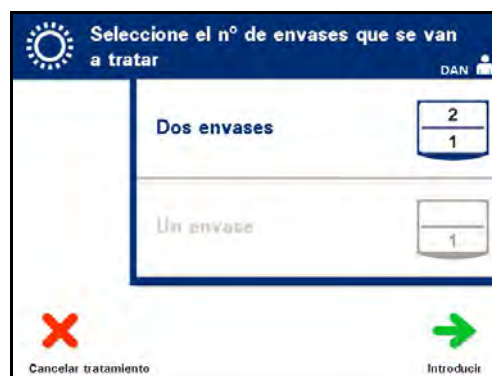 Seleccione el nº de envases que se van
a tratar
DAN
Dos envases
2
1
Un envase
1
Cancelar tratamiento
Introducir